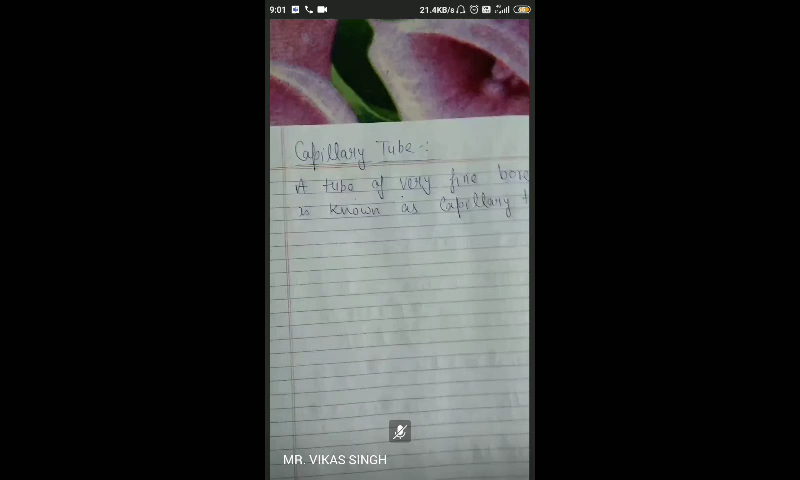 9:01
21.4KB/s
Capillary Tube -:
A tube of very fine bore
is known as Capillary t
MR. VIKAS SINGH